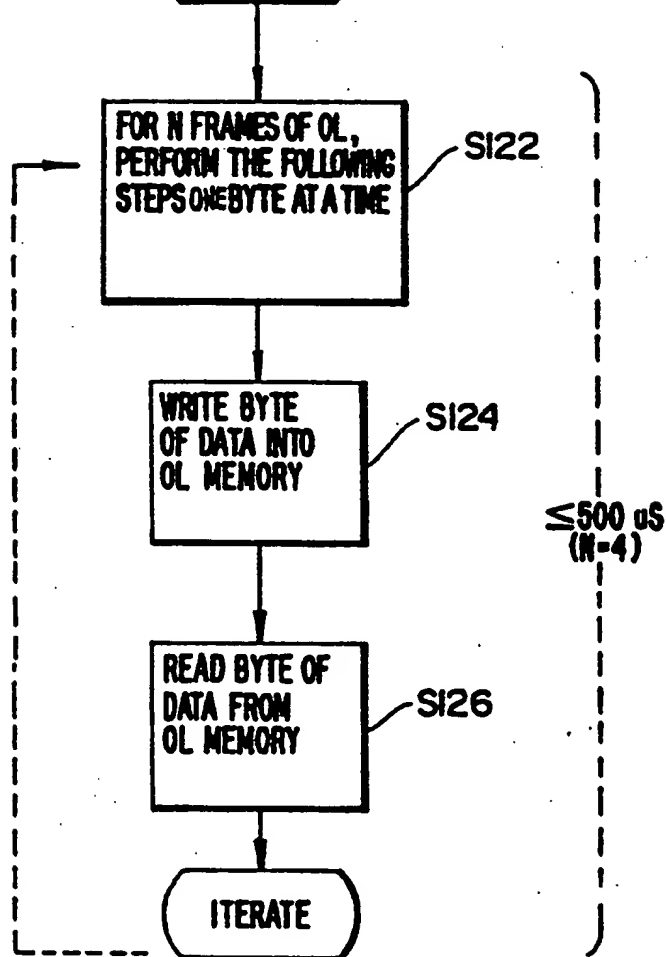 FOR N FRAMES OF OL,
PERFORM THE FOLLOWING
STEPS ONE BYTE AT A TIME
S122
WRITE BYTE
OF DATA INTO
OL MEMORY
S124
≤500 uS
(N=4)
READ BYTE OF
DATA FROM
OL MEMORY
S126
ITERATE